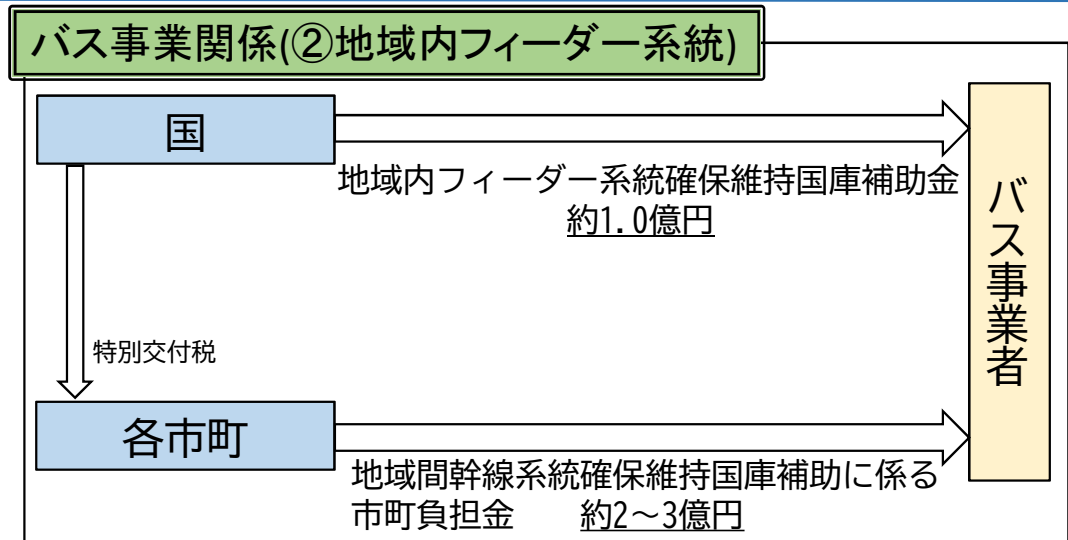 バス事業関係(②地域内フィーダー系統)
国
地域内フィーダー系統確保維持国庫補助金
約1.0億円
バス事業者
特別交付税
各市町
地域間幹線系統確保維持国庫補助に係る
市町負担金 約2～3億円